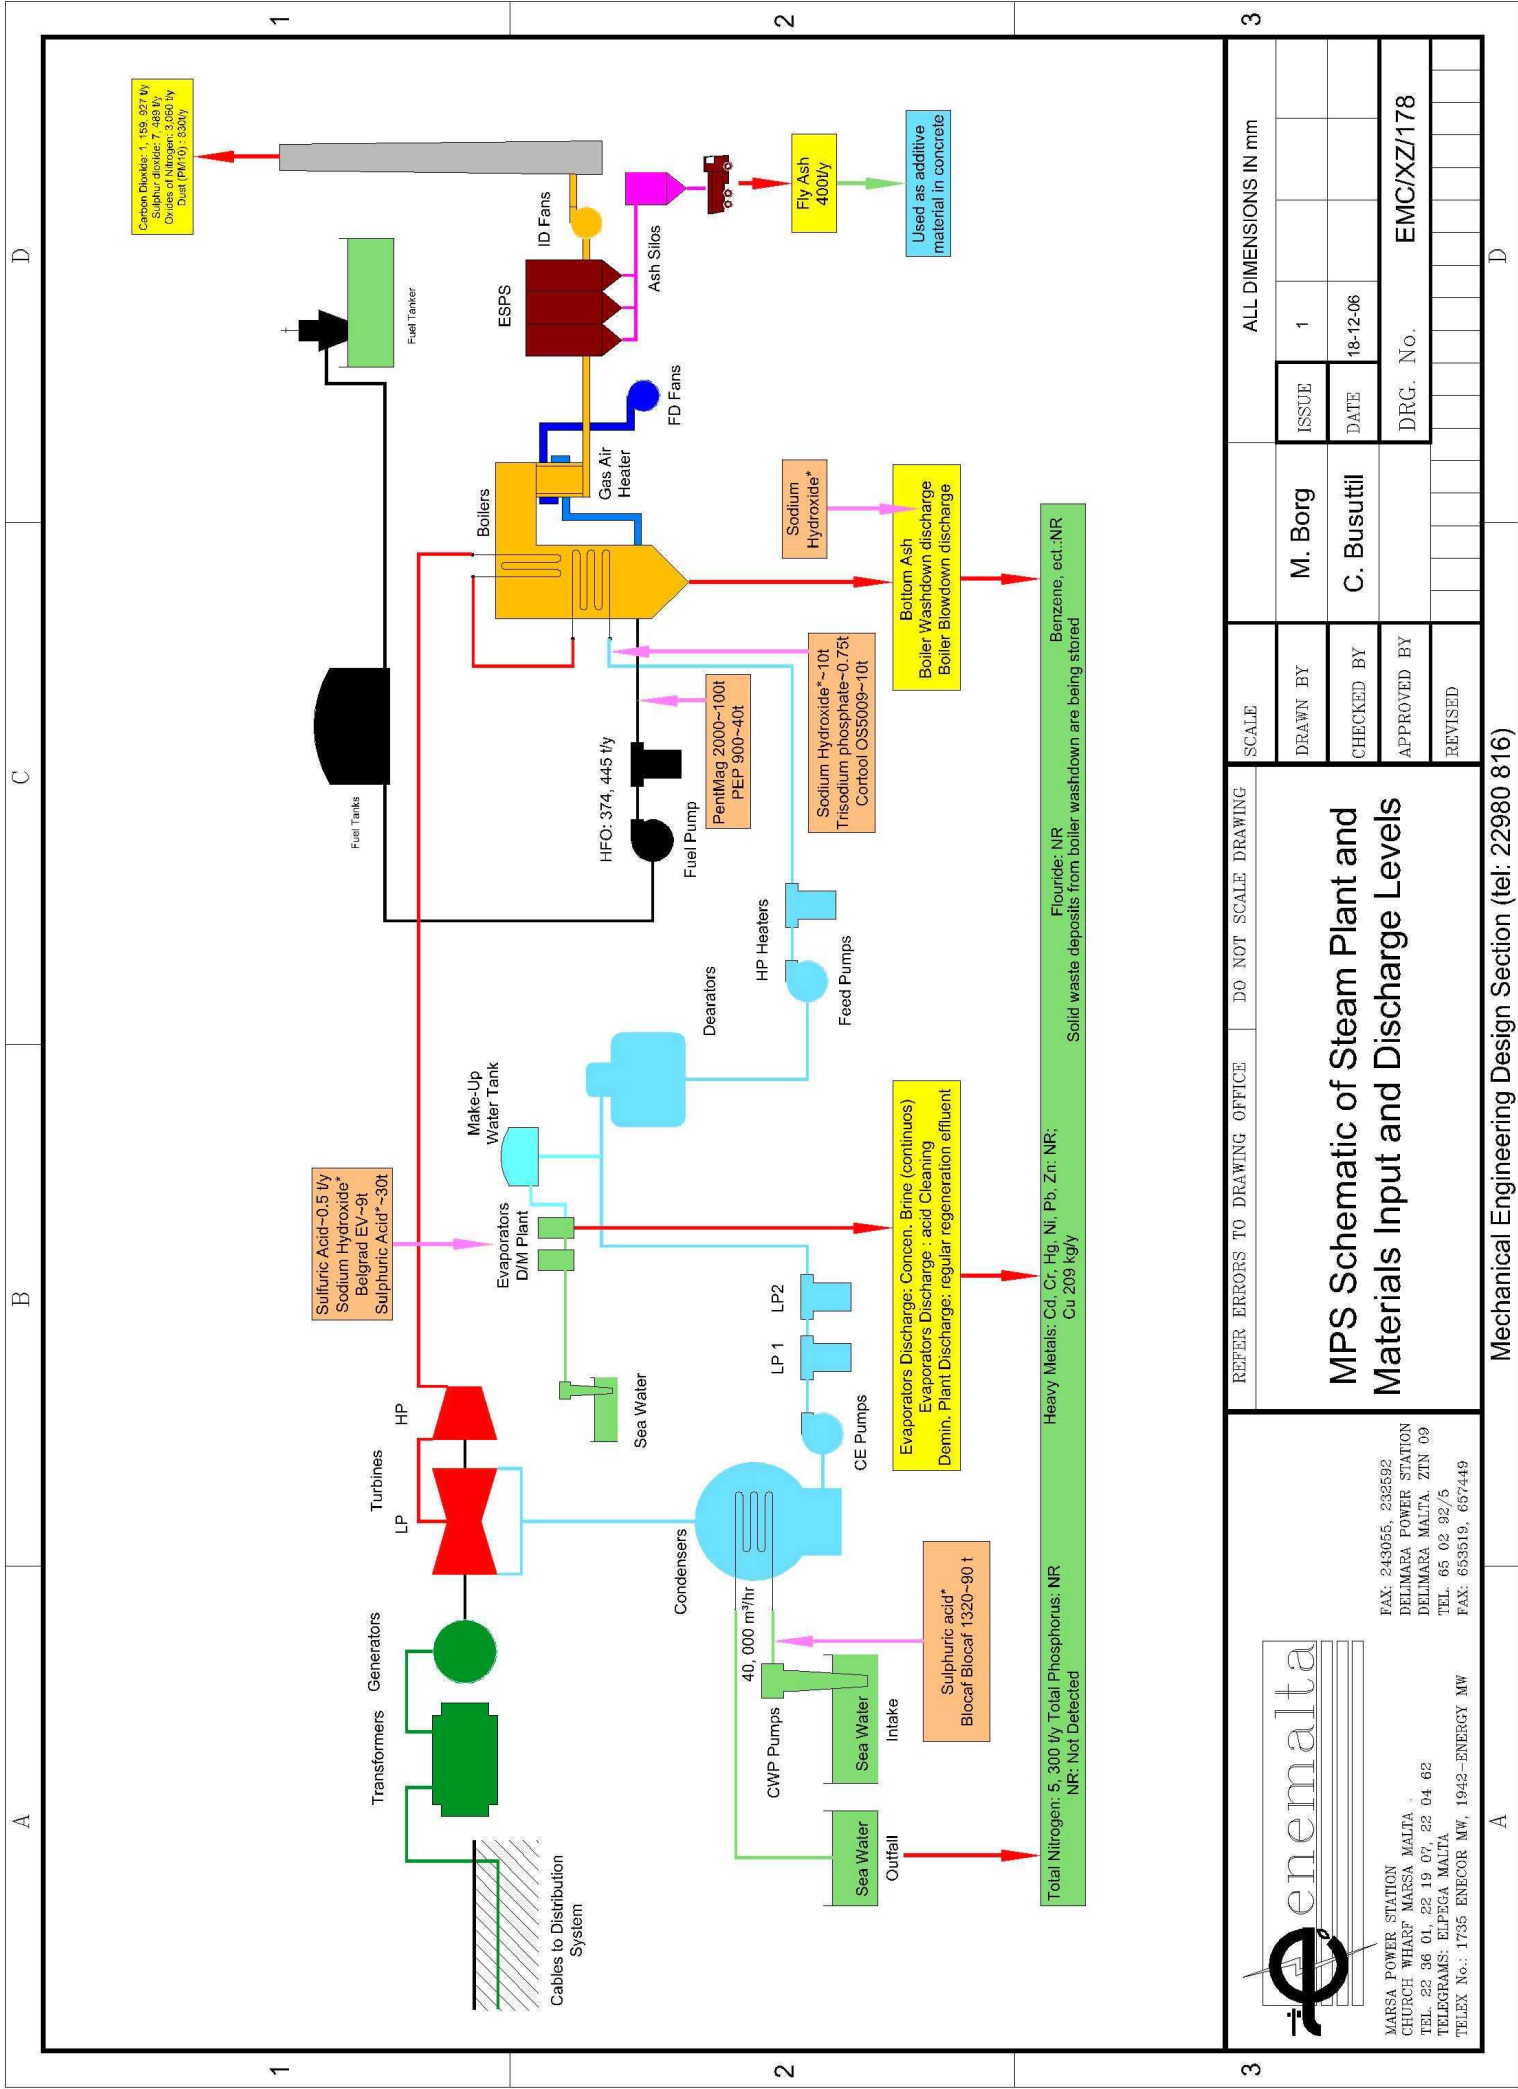 A
B
C
D
1
1
2
2
3
3
A
D
Carbon Dioxide: 1, 159, 927 t/y
Sulphur dioxide: 7, 489 t/y
Oxides of Nitrogen: 3,060 t/y
Dust (PM10) : 830t/y
Fuel Tanker
Fuel Tanks
Sulfuric Acid~0.5 t/y
Sodium Hydroxide*
Belgrad EV~9t
Sulphuric Acid*~30t
Transformers
Generators
LP
Turbines
HP
Cables to Distribution
System
Evaporators
D/M Plant
Make-Up
Water Tank
Sea Water
Boilers
ESPS
ID Fans
Gas Air
Heater
FD Fans
Ash Silos
HFO: 374, 445 t/y
Fuel Pump
PentMag 2000~100t
PEP 900~40t
Dearators
Condensers
40, 000 m³/hr
CWP Pumps
Sea Water
Intake
Sea Water
Outfall
CE Pumps
LP 1
LP2
HP Heaters
Feed Pumps
Sodium Hydroxide*~10t
Trisodium phosphate~0.75t
Cortool OS5009~10t
Sodium
Hydroxide*
Fly Ash
400t/y
Used as additive
material in concrete
Sulphuric acid*
Blocaf Blocaf 1320~90 t
Evaporators Discharge: Concen. Brine (continuos)
Evaporators Discharge : acid Cleaning
Demin. Plant Discharge: regular regeneration effluent
Bottom Ash
Boiler Washdown discharge
Boiler Blowdown discharge
Total Nitrogen: 5, 300 t/y Total Phosphorus: NR
NR: Not Detected
Heavy Metals: Cd, Cr, Hg, Ni, Pb, Zn: NR;
Cu 209 kg/y
Flouride: NR
Benzene, ect.:NR
Solid waste deposits from boiler washdown are being stored
enemalta
MARSA POWER STATION
CHURCH WHARF MARSA MALTA .
TEL. 22 36 01, 22 19 07, 22 04 62
TELEGRAMS: ELPEGA MALTA
TELEX No.: 1735 ENECOR MW, 1942-ENERGY MW
FAX: 243055, 232592
DELIMARA POWER STATION
DELIMARA MALTA. ZTN 09
TEL. 65 02 92/5
FAX: 653519, 657449
REFER ERRORS TO DRAWING OFFICE
DO NOT SCALE DRAWING
MPS Schematic of Steam Plant and
Materials Input and Discharge Levels
SCALE
ALL DIMENSIONS IN mm
DRAWN BY
M. Borg
ISSUE
1
CHECKED BY
C. Busuttil
DATE
18-12-06
APPROVED BY
DRG. No.
EMC/XZ/178
REVISED
Mechanical Engineering Design Section (tel: 22980 816)